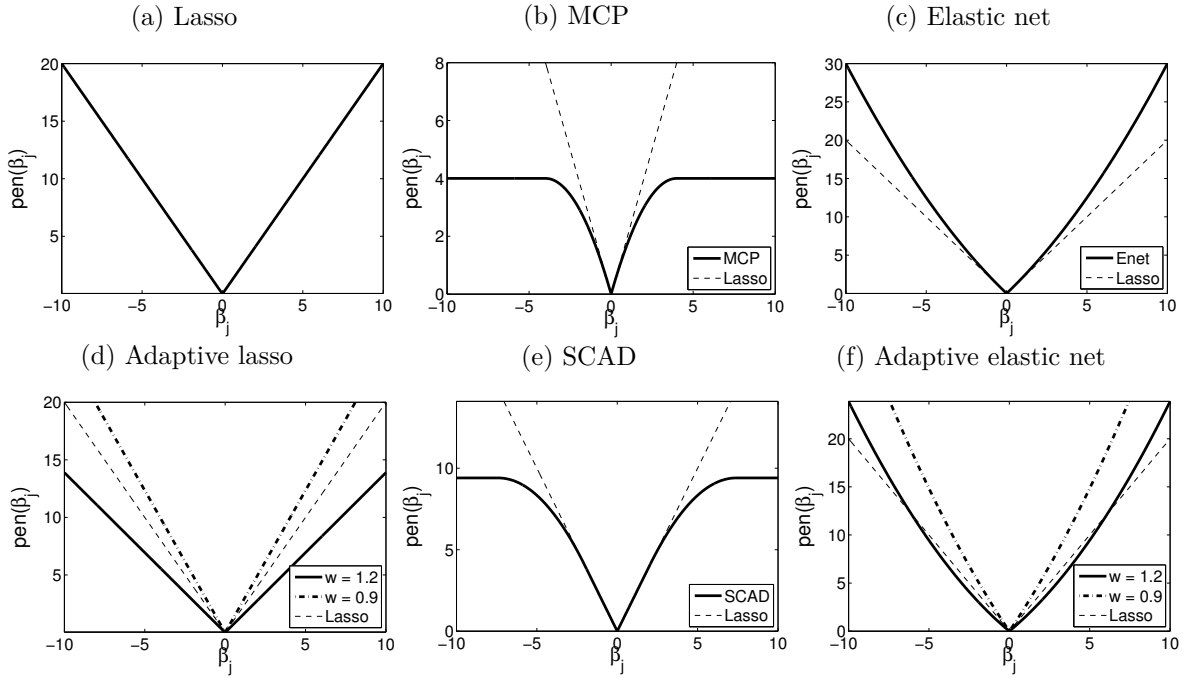 (a) Lasso
(b) MCP
(c) Elastic net
20
15
10
5
−10 −5 0 5 10
pen(β_j)
β_j
8
6
4
2
0
−10 −5 0 5 10
pen(β_j)
β_j
MCP
Lasso
30
25
20
15
10
5
−10 −5 0 5 10
pen(β_j)
β_j
Enet
Lasso
(d) Adaptive lasso
(e) SCAD
(f) Adaptive elastic net
20
15
10
5
−10 −5 0 5 10
pen(β_j)
β_j
w = 1.2
w = 0.9
Lasso
10
5
0
−10 −5 0 5 10
pen(β_j)
β_j
SCAD
Lasso
20
15
10
5
0
−10 −5 0 5 10
pen(β_j)
β_j
w = 1.2
w = 0.9
Lasso